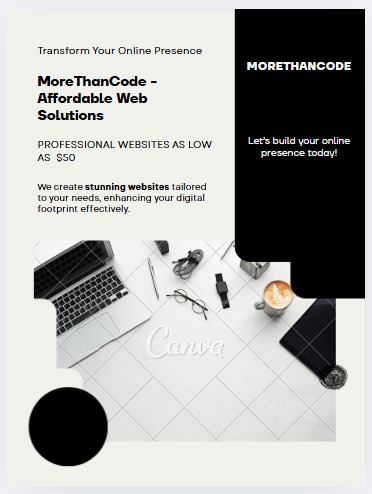 Transform Your Online Presence
MoreThanCode -
Affordable Web
Solutions
PROFESSIONAL WEBSITES AS LOW
AS $50
We create stunning websites tailored
to your needs, enhancing your digital
footprint effectively.
MORETHANCODE
Let's build your online
presence today!
Canva